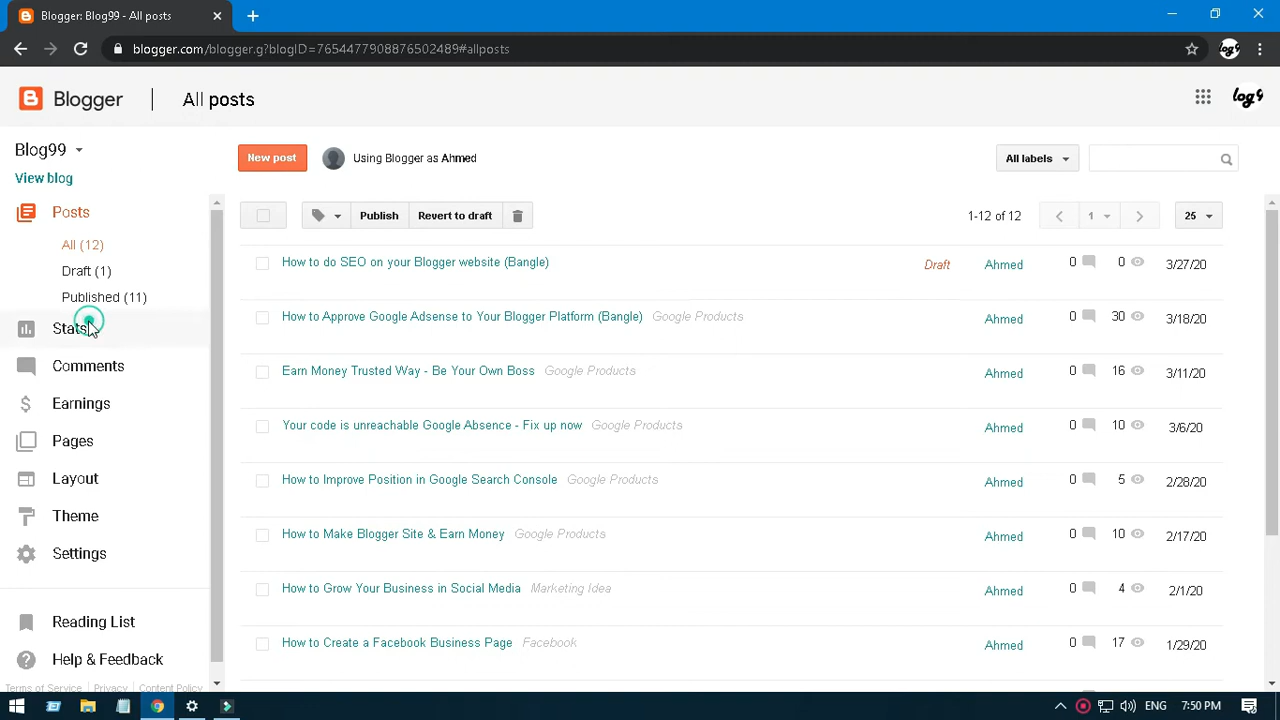 Blogger: Blog99 - All posts
blogger.com/blogger.g?blogID=7654477908876502489#allposts
log9
Blogger
All posts
log9
Blog99
View blog
New post
Using Blogger as Ahmed
All labels
Posts
All (12)
Draft (1)
Published (11)
Stats
Comments
Earnings
Pages
Layout
Theme
Settings
Reading List
Help & Feedback
Terms of Service Privacy Content Policy
Publish
Revert to draft
1-12 of 12
1
25
How to do SEO on your Blogger website (Bangle) Draft Ahmed 0 0 3/27/20
How to Approve Google Adsense to Your Blogger Platform (Bangle) Google Products Ahmed 0 30 3/18/20
Earn Money Trusted Way - Be Your Own Boss Google Products Ahmed 0 16 3/11/20
Your code is unreachable Google Absence - Fix up now Google Products Ahmed 0 10 3/6/20
How to Improve Position in Google Search Console Google Products Ahmed 0 5 2/28/20
How to Make Blogger Site & Earn Money Google Products Ahmed 0 10 2/17/20
How to Grow Your Business in Social Media Marketing Idea Ahmed 0 4 2/1/20
How to Create a Facebook Business Page Facebook Ahmed 0 17 1/29/20
ENG 7:50 PM